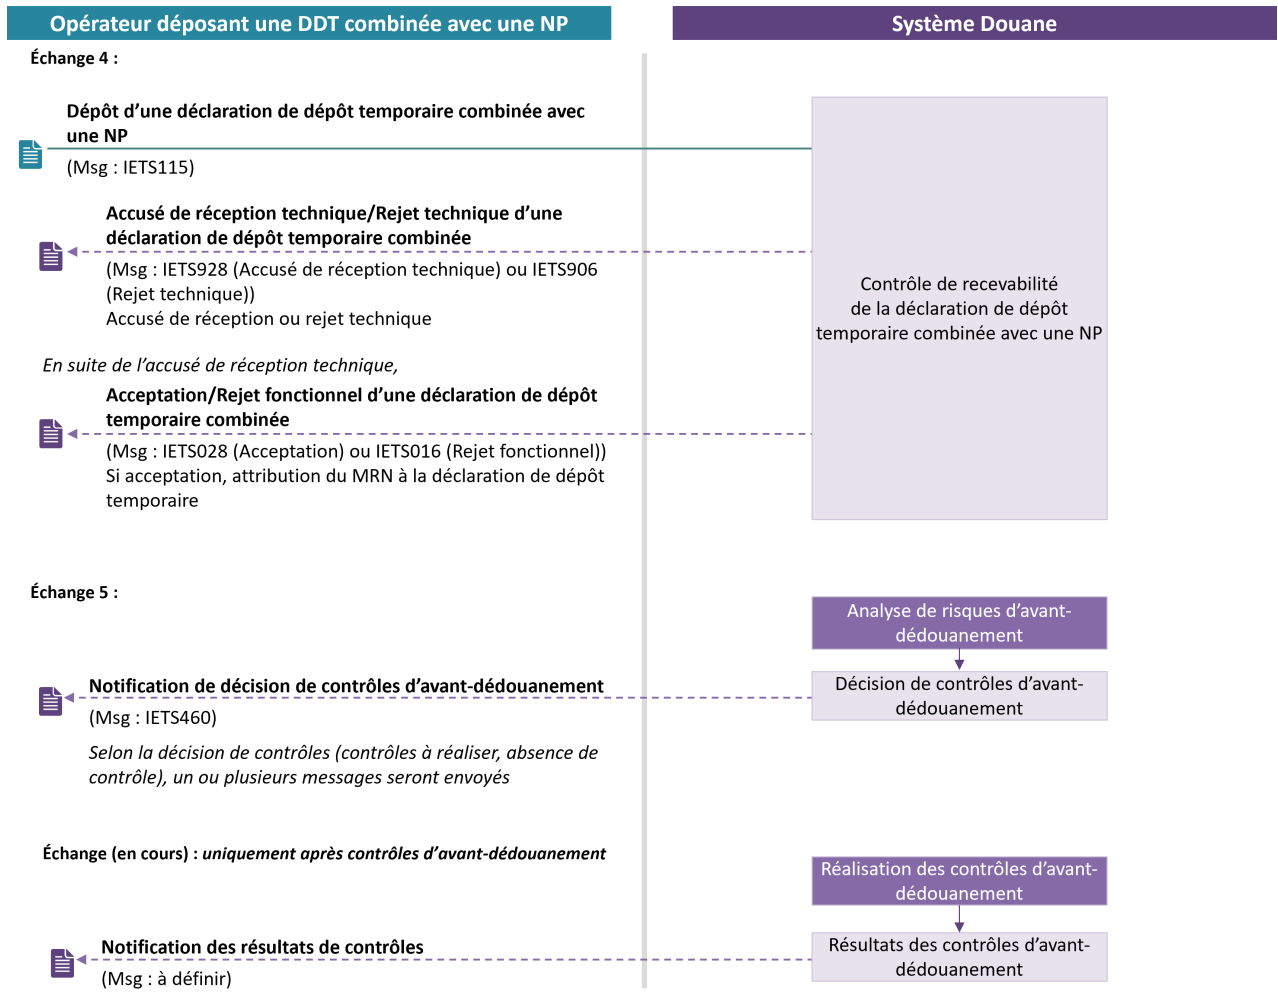 Opérateur déposant une DDT combinée avec une NP
Système Douane
Échange 4 :
Dépôt d’une déclaration de dépôt temporaire combinée avec
une NP
(Msg : IETS115)
Accusé de réception technique/Rejet technique d’une
déclaration de dépôt temporaire combinée
(Msg : IETS928 (Accusé de réception technique) ou IETS906
(Rejet technique))
Accusé de réception ou rejet technique
Contrôle de recevabilité
de la déclaration de dépôt
temporaire combinée avec une NP
En suite de l’accusé de réception technique,
Acceptation/Rejet fonctionnel d’une déclaration de dépôt
temporaire combinée
(Msg : IETS028 (Acceptation) ou IETS016 (Rejet fonctionnel))
Si acceptation, attribution du MRN à la déclaration de dépôt
temporaire
Échange 5 :
Analyse de risques d’avant-
dédouanement
Notification de décision de contrôles d’avant-dédouanement
(Msg : IETS460)
Décision de contrôles d’avant-
dédouanement
Selon la décision de contrôles (contrôles à réaliser, absence de
contrôle), un ou plusieurs messages seront envoyés
Échange (en cours) : uniquement après contrôles d’avant-dédouanement
Réalisation des contrôles d’avant-
dédouanement
Notification des résultats de contrôles
(Msg : à définir)
Résultats des contrôles d’avant-
dédouanement